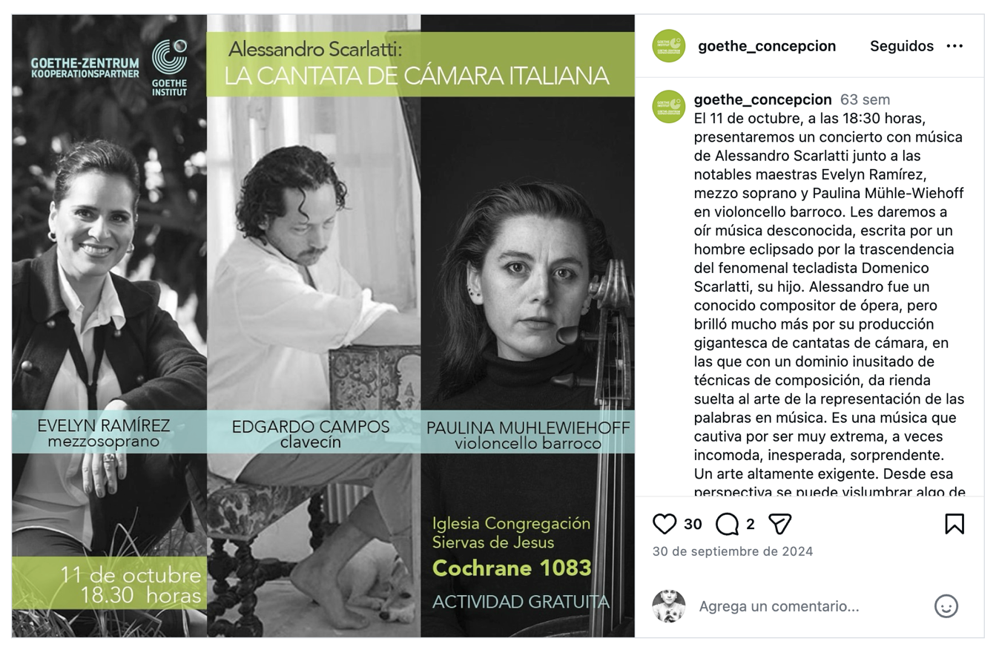 GOETHE-ZENTRUM
KOOPERATIONSPARTNER
GOETHE
INSTITUT
Alessandro Scarlatti:
LA CANTATA DE CÁMARA ITALIANA
EVELYN RAMÍREZ
mezzosoprano
EDGARDO CAMPOS
clavecín
PAULINA MUHLEWIEHOFF
violoncello barroco
11 de octubre
18.30 horas
Iglesia Congregación
Siervas de Jesus
Cochrane 1083
ACTIVIDAD GRATUITA
goethe_concepcion Seguidos
goethe_concepcion 63 sem
El 11 de octubre, a las 18:30 horas,
presentaremos un concierto con música
de Alessandro Scarlatti junto a las
notables maestras Evelyn Ramírez,
mezzo soprano y Paulina Mühle-Wiehoff
en violoncello barroco. Les daremos a
oír música desconocida, escrita por un
hombre eclipsado por la trascendencia
del fenomenal tecladista Domenico
Scarlatti, su hijo. Alessandro fue un
conocido compositor de ópera, pero
brilló mucho más por su producción
gigantesca de cantatas de cámara, en
las que con un dominio inusitado de
técnicas de composición, da rienda
suelta al arte de la representación de las
palabras en música. Es una música que
cautiva por ser muy extrema, a veces
incomoda, inesperada, sorprendente.
Un arte altamente exigente. Desde esa
perspectiva se puede vislumbrar algo de
30 2
30 de septiembre de 2024
Agrega un comentario...